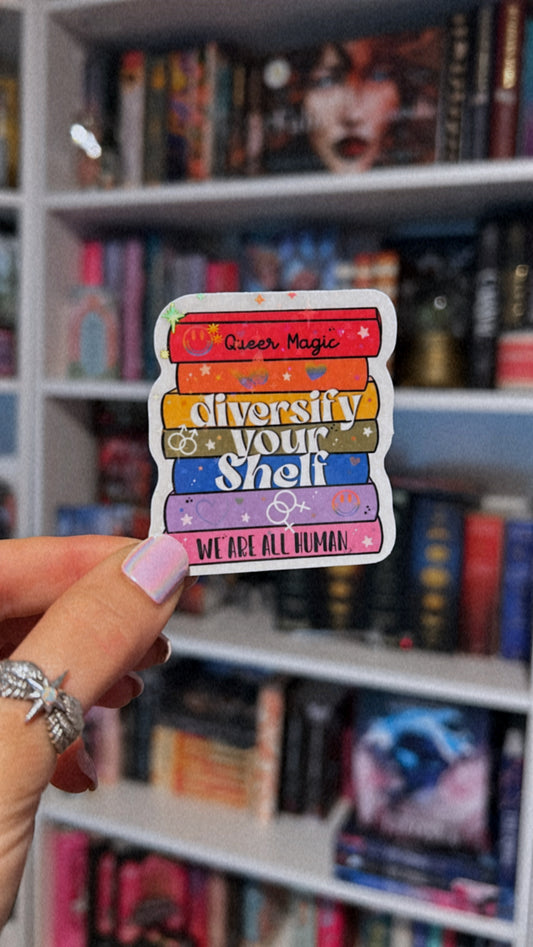 Queer Magic
diversify
your
Shelf
WE ARE ALL HUMAN